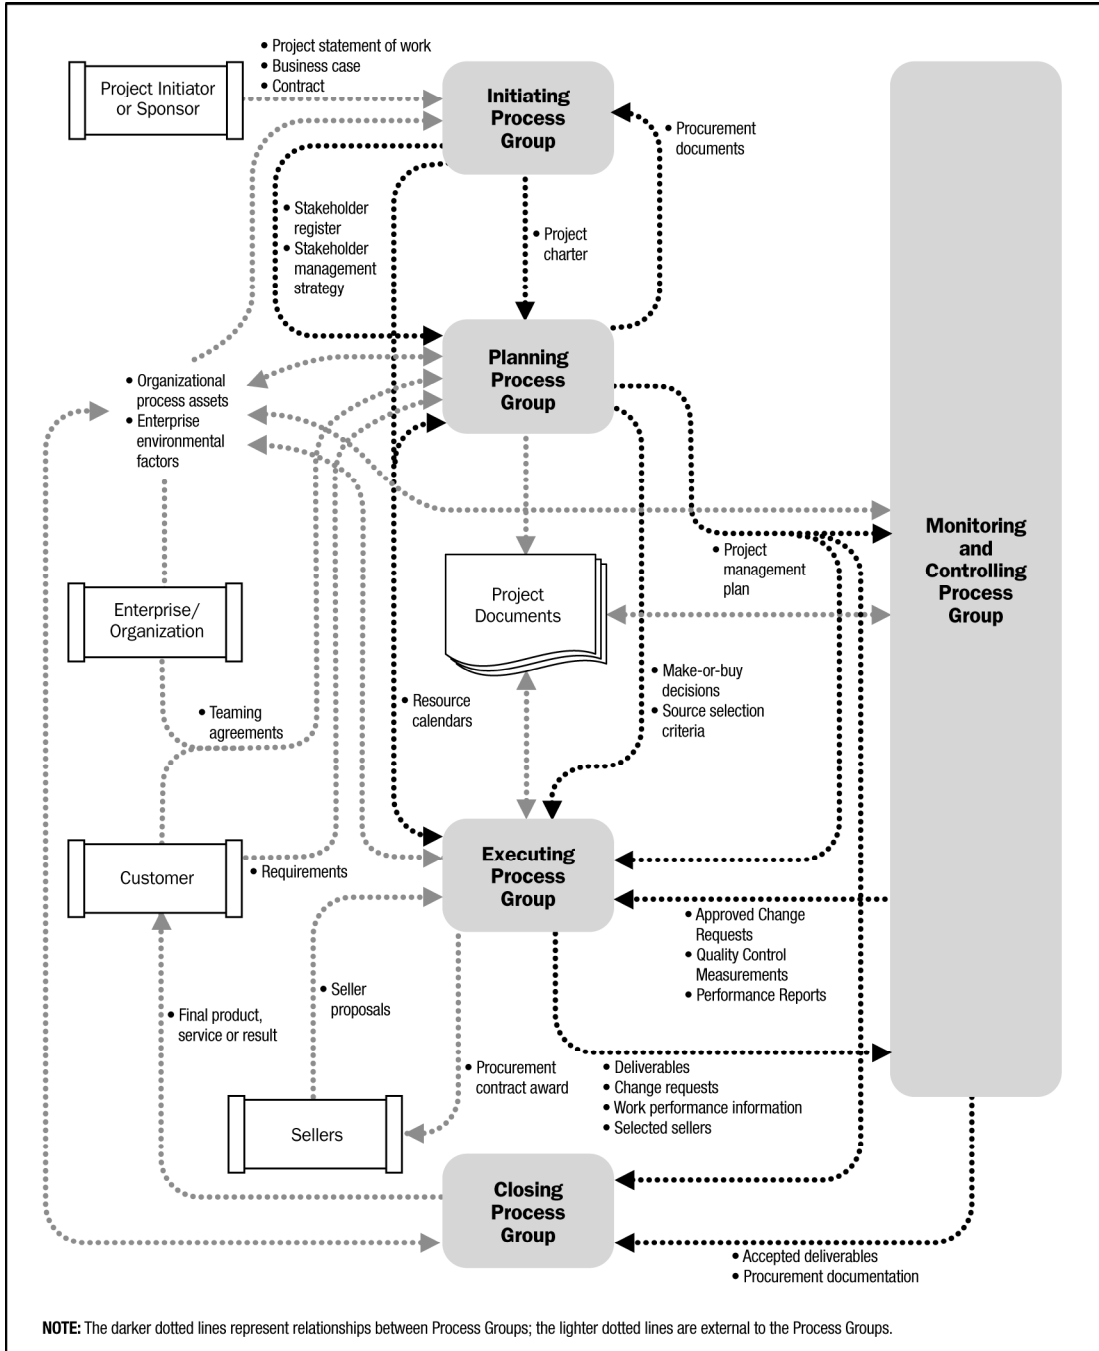 • Project statement of work
• Business case
• Contract
Project Initiator
or Sponsor
Initiating
Process
Group
• Procurement
documents
• Stakeholder
register
• Stakeholder
management
strategy
• Project
charter
Planning
Process
Group
• Organizational
process assets
• Enterprise
environmental
factors
Monitoring
and
Controlling
Process
Group
• Project
management
plan
Project
Documents
Enterprise/
Organization
• Teaming
agreements
• Resource
calendars
• Make-or-buy
decisions
• Source selection
criteria
Customer
• Requirements
Executing
Process
Group
• Approved Change
Requests
• Quality Control
Measurements
• Performance Reports
• Seller
proposals
• Final product,
service or result
• Procurement
contract award
• Deliverables
• Change requests
• Work performance information
• Selected sellers
Sellers
Closing
Process
Group
• Accepted deliverables
• Procurement documentation
NOTE: The darker dotted lines represent relationships between Process Groups; the lighter dotted lines are external to the Process Groups.